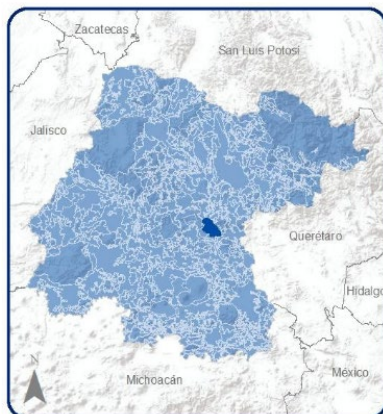 Zacatecas
San Luis Potosí
Jalisco
Querétaro
Hidalgo
México
Michoacán
N